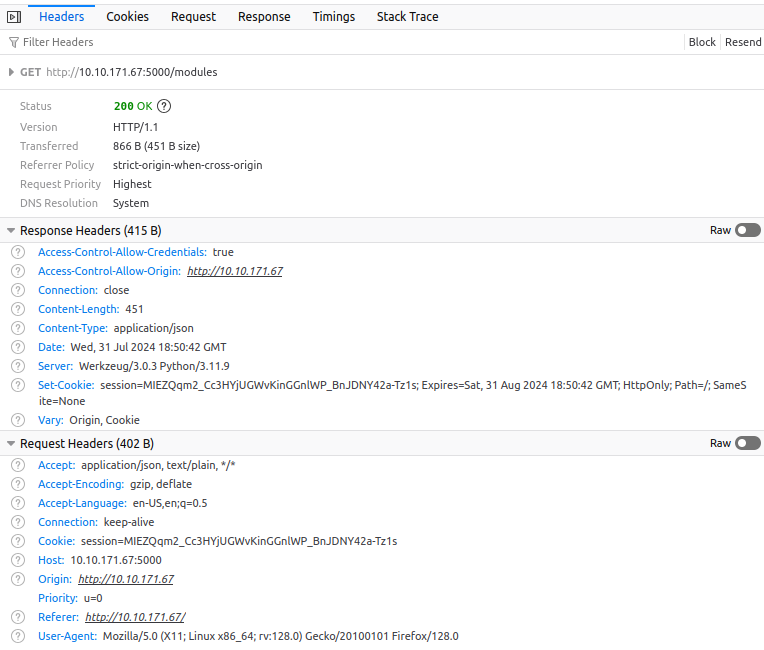 Headers Cookies Request Response Timings Stack Trace
Filter Headers Block Resend
GET http://10.10.171.67:5000/modules
Status 200 OK ?
Version HTTP/1.1
Transferred 866 B (451 B size)
Referrer Policy strict-origin-when-cross-origin
Request Priority Highest
DNS Resolution System
Response Headers (415 B) Raw
? Access-Control-Allow-Credentials: true
? Access-Control-Allow-Origin: http://10.10.171.67
? Connection: close
? Content-Length: 451
? Content-Type: application/json
? Date: Wed, 31 Jul 2024 18:50:42 GMT
? Server: Werkzeug/3.0.3 Python/3.11.9
? Set-Cookie: session=MIEZQqm2_Cc3HYjUGWvKinGGnlWP_BnJDNY42a-Tz1s; Expires=Sat, 31 Aug 2024 18:50:42 GMT; HttpOnly; Path=/; SameS
ite=None
? Vary: Origin, Cookie
Request Headers (402 B) Raw
? Accept: application/json, text/plain, */*
? Accept-Encoding: gzip, deflate
? Accept-Language: en-US,en;q=0.5
? Connection: keep-alive
? Cookie: session=MIEZQqm2_Cc3HYjUGWvKinGGnlWP_BnJDNY42a-Tz1s
? Host: 10.10.171.67:5000
? Origin: http://10.10.171.67
Priority: u=0
? Referer: http://10.10.171.67/
? User-Agent: Mozilla/5.0 (X11; Linux x86_64; rv:128.0) Gecko/20100101 Firefox/128.0